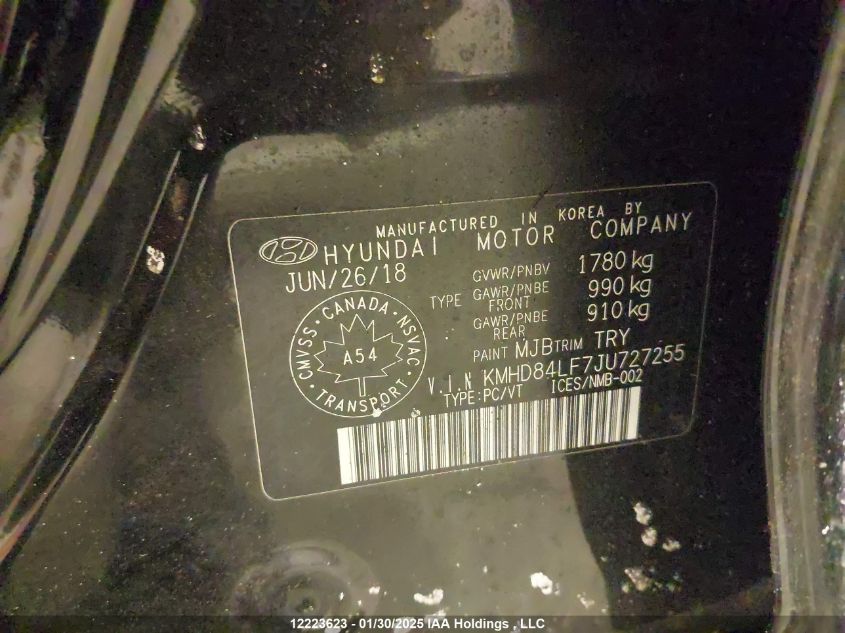 MANUFACTURED IN KOREA BY
HYUNDAI MOTOR COMPANY
JUN/26/18
GVWR/PNBV 1780 kg
TYPE GAWR/PNBE FRONT 990 kg
GAWR/PNBE REAR 910 kg
PAINT MJB TRIM TRY
V.I.N KMHD84LF7JU727255
TYPE:PC/VT ICES/NMB-002
CMVSS · CANADA · NSVAC
A54
· TRANSPORT ·
12223623 - 01/30/2025 IAA Holdings , LLC